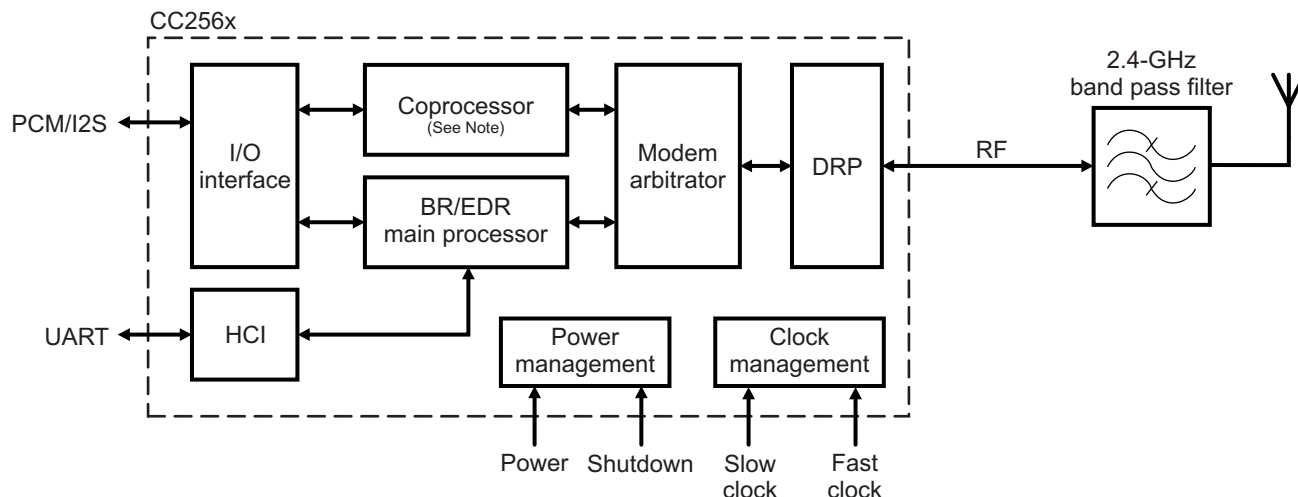 CC256x
PCM/I2S
I/O
interface
Coprocessor
(See Note)
BR/EDR
main processor
Modem
arbitrator
DRP
RF
2.4-GHz
band pass filter
UART
HCI
Power
management
Clock
management
Power
Shutdown
Slow
clock
Fast
clock